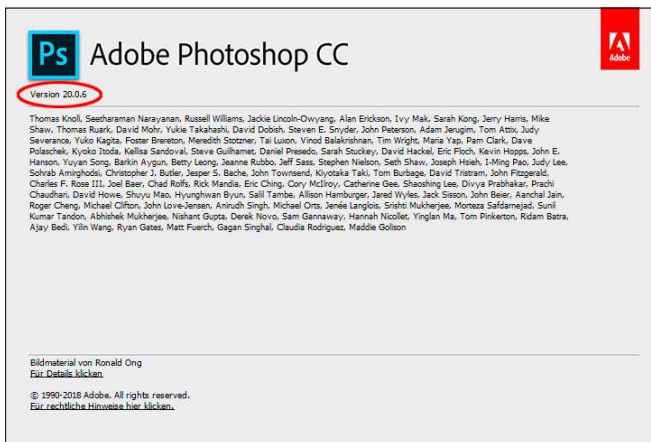 Ps Adobe Photoshop CC
Adobe
Version 20.0.6
Thomas Knoll, Seetharaman Narayanan, Russell Williams, Jackie Lincoln-Owyang, Alan Erickson, Ivy Mak, Sarah Kong, Jerry Harris, Mike
Shaw, Thomas Ruark, David Mohr, Yukie Takahashi, David Dobish, Steven E. Snyder, John Peterson, Adam Jerugim, Tom Attix, Judy
Severance, Yuko Kagita, Foster Brereton, Meredith Stotzner, Tai Luxon, Vinod Balakrishnan, Tim Wright, Maria Yap, Pam Clark, Dave
Polaschek, Kyoko Itoda, Kellisa Sandoval, Steve Guilhamet, Daniel Presedo, Sarah Stuckey, David Hackel, Eric Floch, Kevin Hopps, John E.
Hanson, Yuyan Song, Barkin Aygun, Betty Leong, Jeanne Rubbo, Jeff Sass, Stephen Nielson, Seth Shaw, Joseph Hsieh, I-Ming Pao, Judy Lee,
Sohrab Amirghodsi, Christopher J. Butler, Jesper S. Bache, John Townsend, Kiyotaka Taki, Tom Burbage, David Tristram, John Fitzgerald,
Charles F. Rose III, Joel Baer, Chad Rolfs, Rick Mandia, Eric Ching, Cory McIlroy, Catherine Gee, Shaoshing Lee, Divya Prabhakar, Prachi
Chaudhari, David Howe, Shuyu Mao, Hyunghwan Byun, Salil Tambe, Allison Hamburger, Jared Wyles, Jack Sisson, John Beier, Aanchal Jain,
Roger Cheng, Michael Clifton, John Love-Jensen, Anirudh Singh, Michael Orts, Jenée Langlois, Srishti Mukherjee, Morteza Safdarnejad, Sunil
Kumar Tandon, Abhishek Mukherjee, Nishant Gupta, Derek Novo, Sam Gannaway, Hannah Nicollet, Yinglan Ma, Tom Pinkerton, Ridam Batra,
Ajay Bedi, Yilin Wang, Ryan Gates, Matt Fuerch, Gagan Singhal, Claudia Rodriguez, Maddie Golison
Bildmaterial von Ronald Ong
Für Details klicken
© 1990-2018 Adobe. All rights reserved.
Für rechtliche Hinweise hier klicken.